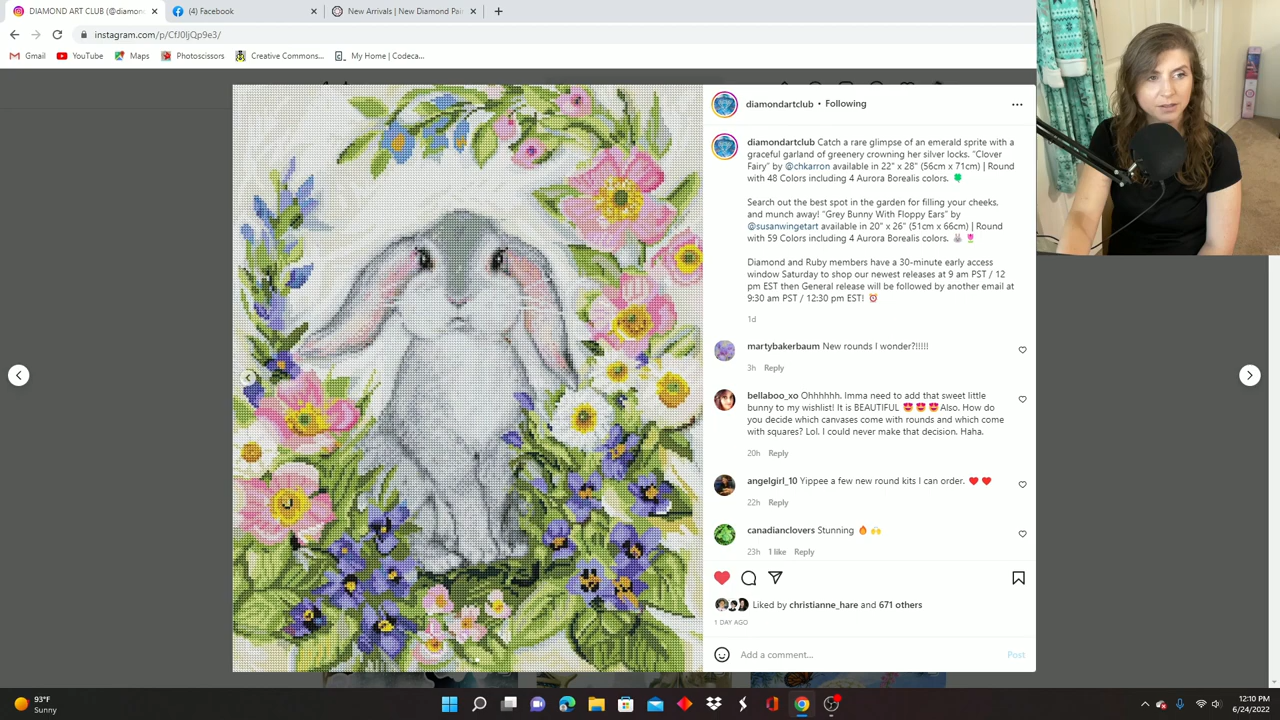 DIAMOND ART CLUB (@diamon
(4) Facebook
New Arrivals | New Diamond Pai
instagram.com/p/CfJ0ljQp9e3/
Gmail
YouTube
Maps
Photoscissors
Creative Commons...
My Home | Codeca...
diamondartclub • Following
diamondartclub Catch a rare glimpse of an emerald sprite with a
graceful garland of greenery crowning her silver locks. "Clover
Fairy" by @chkarron available in 22" x 28" (56cm x 71cm) | Round
with 48 Colors including 4 Aurora Borealis colors. 🍀
Search out the best spot in the garden for filling your cheeks,
and munch away! "Grey Bunny With Floppy Ears" by
@susanwingetart available in 20" x 26" (51cm x 66cm) | Round
with 59 Colors including 4 Aurora Borealis colors. 🐰🌷
Diamond and Ruby members have a 30-minute early access
window Saturday to shop our newest releases at 9 am PST / 12
pm EST then General release will be followed by another email at
9:30 am PST / 12:30 pm EST! ⏰
1d
martybakerbaum New rounds I wonder?!!!!!
3h Reply
bellaboo_xo Ohhhhhh. Imma need to add that sweet little
bunny to my wishlist! It is BEAUTIFUL 😍😍😍Also. How do
you decide which canvases come with rounds and which come
with squares? Lol. I could never make that decision. Haha.
20h Reply
angelgirl_10 Yippee a few new round kits I can order. ♥️♥️
22h Reply
canadianclovers Stunning 🔥🙌
23h 1 like Reply
Liked by christianne_hare and 671 others
1 DAY AGO
Add a comment...
Post
93°F
Sunny
12:10 PM
6/24/2022